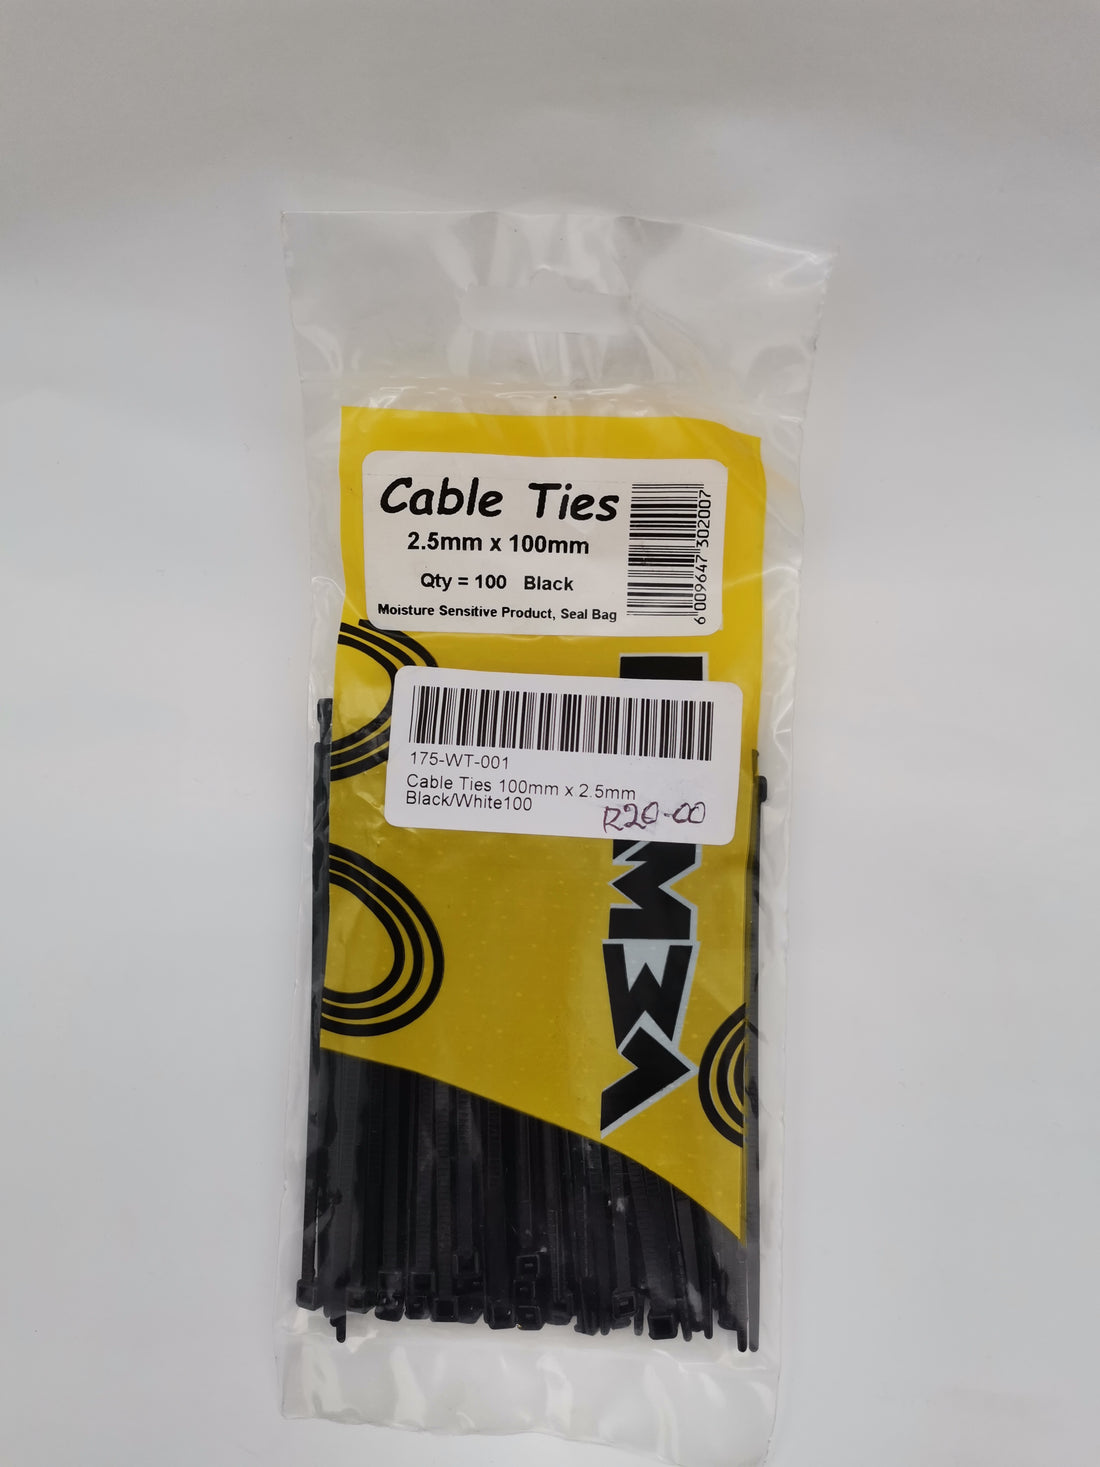 Cable Ties
2.5mm x 100mm
Qty = 100 Black
Moisture Sensitive Product, Seal Bag
6 009647 302007
175-WT-001
Cable Ties 100mm x 2.5mm
Black/White100
R20-00